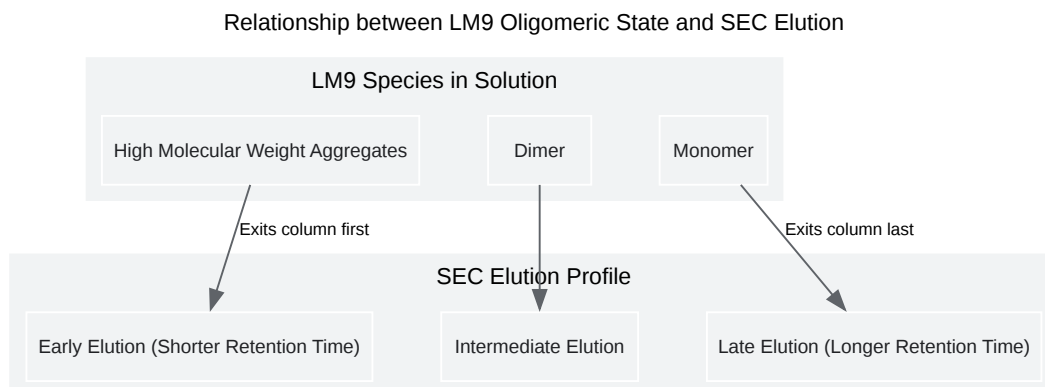 Relationship between LM9 Oligomeric State and SEC Elution
LM9 Species in Solution
High Molecular Weight Aggregates
Dimer
Monomer
Exits column first
Exits column last
SEC Elution Profile
Early Elution (Shorter Retention Time)
Intermediate Elution
Late Elution (Longer Retention Time)